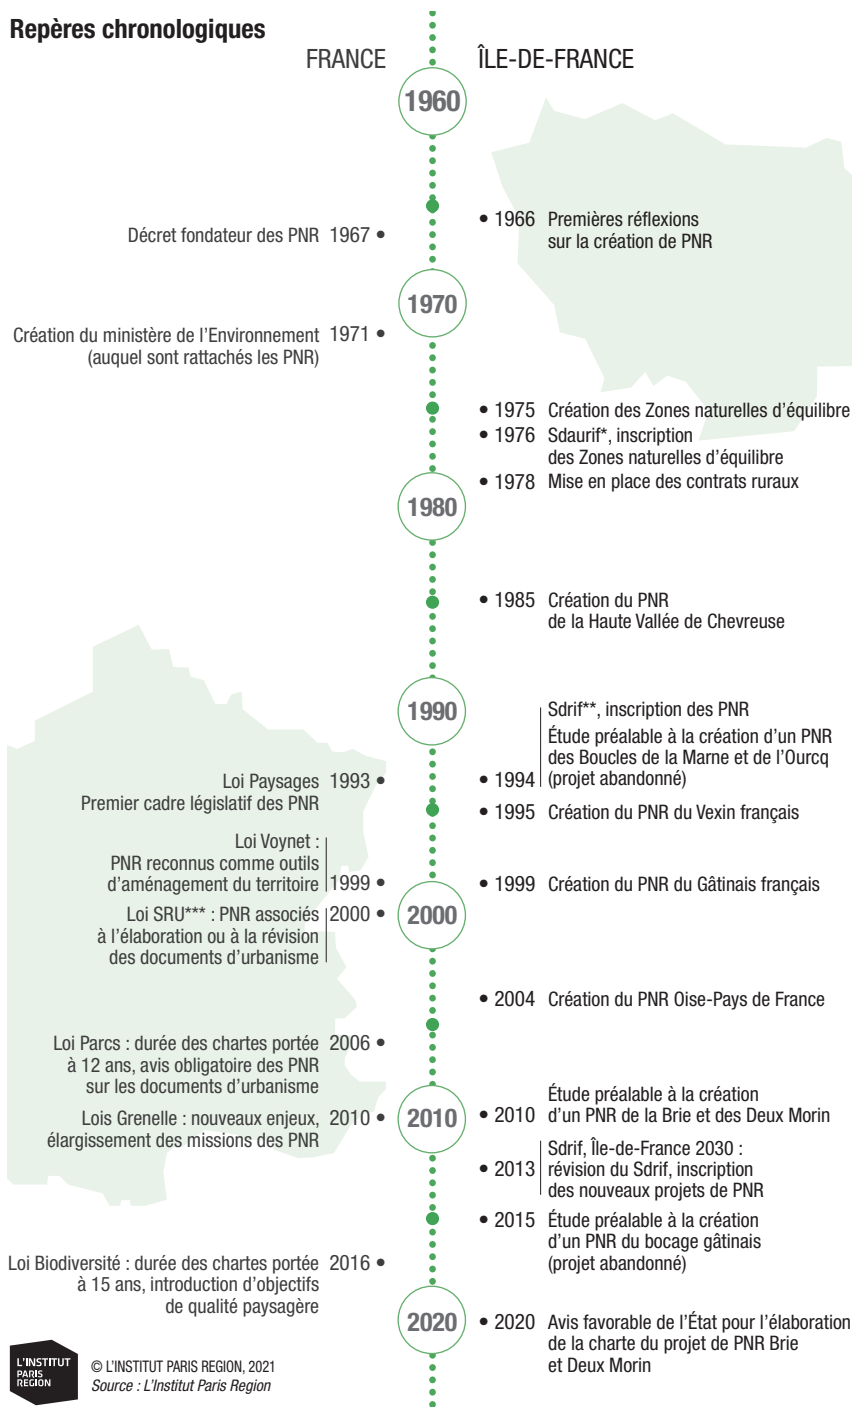 Repères chronologiques
FRANCE
ÎLE-DE-FRANCE
1960
• 1966 Premières réflexions
sur la création de PNR
Décret fondateur des PNR 1967 •
1970
Création du ministère de l'Environnement 1971 •
(auquel sont rattachés les PNR)
• 1975 Création des Zones naturelles d'équilibre
• 1976 Sdaurif*, inscription
des Zones naturelles d'équilibre
• 1978 Mise en place des contrats ruraux
1980
• 1985 Création du PNR
de la Haute Vallée de Chevreuse
1990
Sdrif**, inscription des PNR
Étude préalable à la création d'un PNR
des Boucles de la Marne et de l'Ourcq
• 1994 (projet abandonné)
Loi Paysages 1993 •
Premier cadre législatif des PNR
• 1995 Création du PNR du Vexin français
Loi Voynet :
PNR reconnus comme outils
d'aménagement du territoire 1999 •
• 1999 Création du PNR du Gâtinais français
Loi SRU*** : PNR associés 2000 •
à l'élaboration ou à la révision
des documents d'urbanisme
2000
• 2004 Création du PNR Oise-Pays de France
Loi Parcs : durée des chartes portée 2006 •
à 12 ans, avis obligatoire des PNR
sur les documents d'urbanisme
Lois Grenelle : nouveaux enjeux, 2010 •
élargissement des missions des PNR
2010
Étude préalable à la création
• 2010 d'un PNR de la Brie et des Deux Morin
Sdrif, Île-de-France 2030 :
• 2013 révision du Sdrif, inscription
des nouveaux projets de PNR
• 2015 Étude préalable à la création
d'un PNR du bocage gâtinais
(projet abandonné)
Loi Biodiversité : durée des chartes portée 2016 •
à 15 ans, introduction d'objectifs
de qualité paysagère
2020
• 2020 Avis favorable de l'État pour l'élaboration
de la charte du projet de PNR Brie
et Deux Morin
L'INSTITUT
PARIS
REGION
© L'INSTITUT PARIS REGION, 2021
Source : L'Institut Paris Region